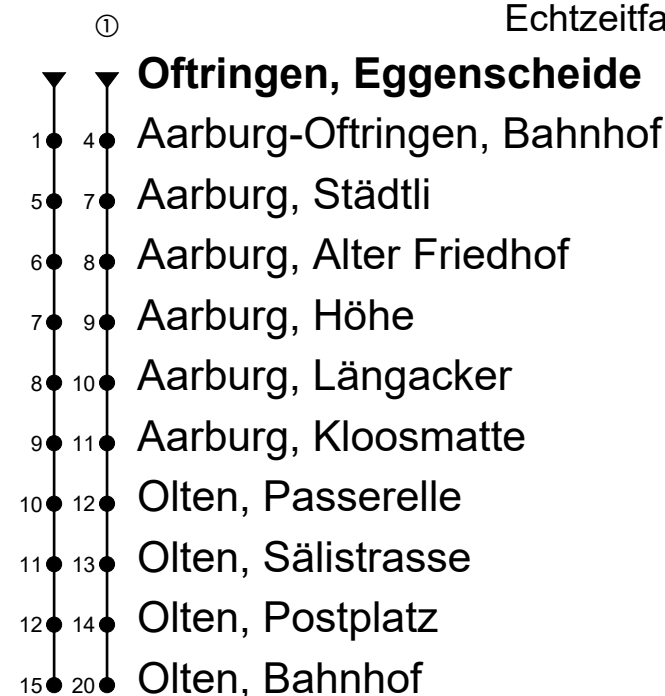 ① Echtzeitfa
Oftringen, Eggenscheide
1 4 Aarburg-Oftringen, Bahnhof
5 7 Aarburg, Städtli
6 8 Aarburg, Alter Friedhof
7 9 Aarburg, Höhe
8 10 Aarburg, Längacker
9 11 Aarburg, Kloosmatte
10 12 Olten, Passerelle
11 13 Olten, Sälistrasse
12 14 Olten, Postplatz
15 20 Olten, Bahnhof